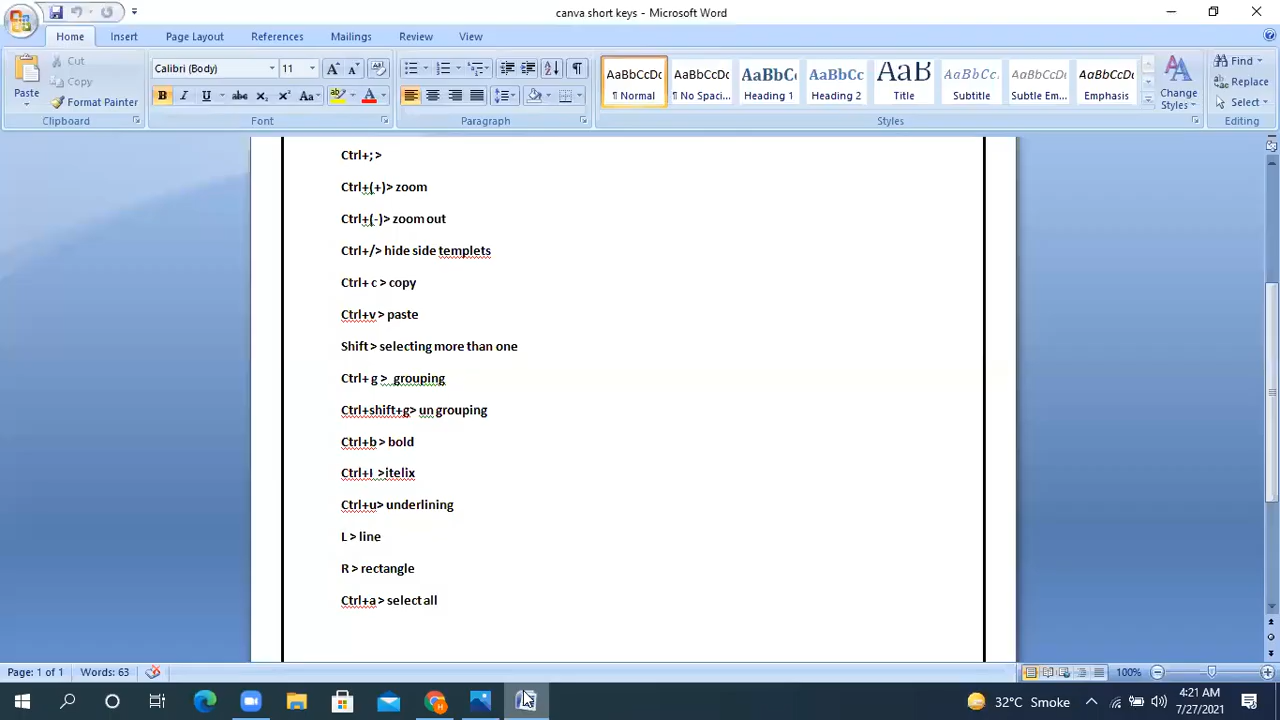 canva short keys - Microsoft Word
Home Insert Page Layout References Mailings Review View
Paste
Cut
Copy
Format Painter
Clipboard
Calibri (Body) 11
Font
Paragraph
AaBbCcDc AaBbCcDc AaBbC AaBbCc AaB AaBbCc. AaBbCcDc AaBbCcDc
¶ Normal ¶ No Spaci... Heading 1 Heading 2 Title Subtitle Subtle Em... Emphasis
Change
Styles
Styles
Find
Replace
Select
Editing
Ctrl+; >
Ctrl+(+)> zoom
Ctrl+(-)> zoom out
Ctrl+/> hide side templets
Ctrl+ c > copy
Ctrl+v > paste
Shift > selecting more than one
Ctrl+ g > grouping
Ctrl+shift+g> un grouping
Ctrl+b > bold
Ctrl+I >itelix
Ctrl+u> underlining
L > line
R > rectangle
Ctrl+a > select all
Page: 1 of 1 Words: 63
100%
32°C Smoke
4:21 AM
7/27/2021